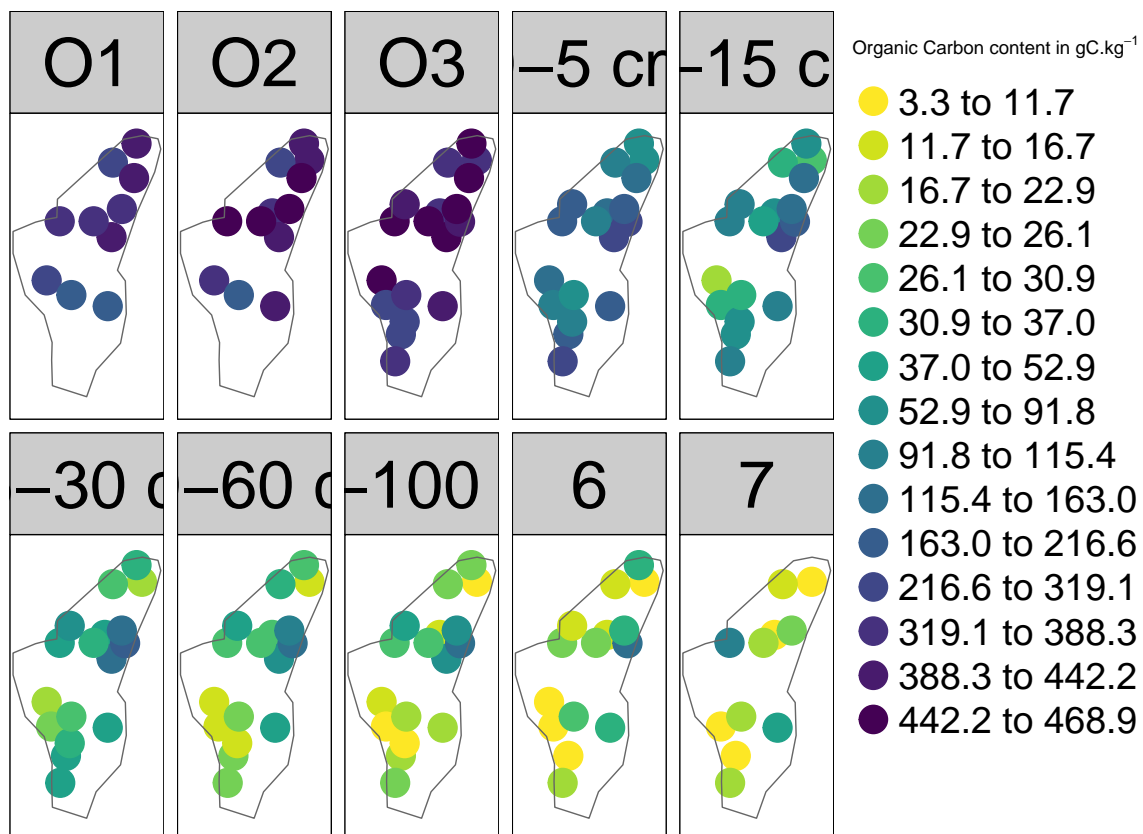 O1
O2
O3
–5
–15 c
–30
–60
–100
6
7
Organic Carbon content in gC.kg⁻¹
3.3 to 11.7
11.7 to 16.7
16.7 to 22.9
22.9 to 26.1
26.1 to 30.9
30.9 to 37.0
37.0 to 52.9
52.9 to 91.8
91.8 to 115.4
115.4 to 163.0
163.0 to 216.6
216.6 to 319.1
319.1 to 388.3
388.3 to 442.2
442.2 to 468.9